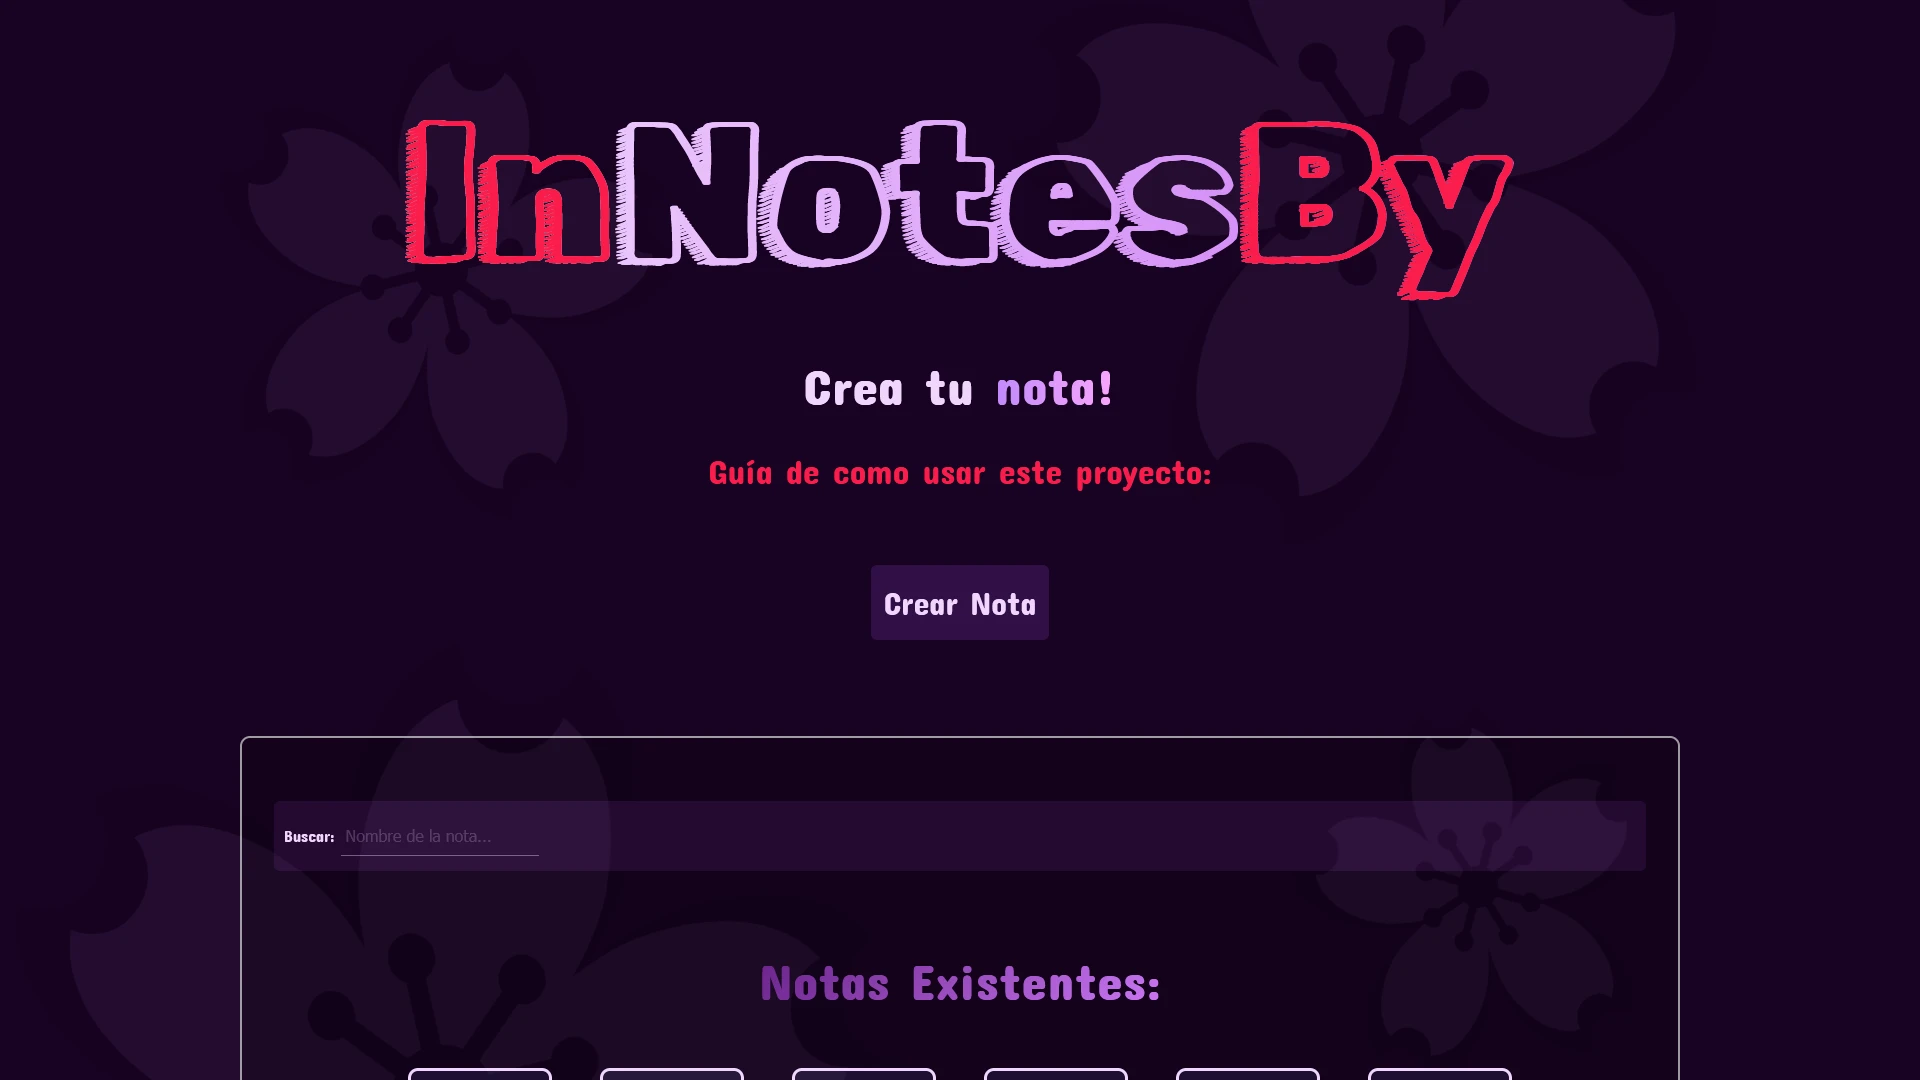 InNotesBy
Crea tu nota!
Guía de como usar este proyecto:
Crear Nota
Buscar: Nombre de la nota...
Notas Existentes: